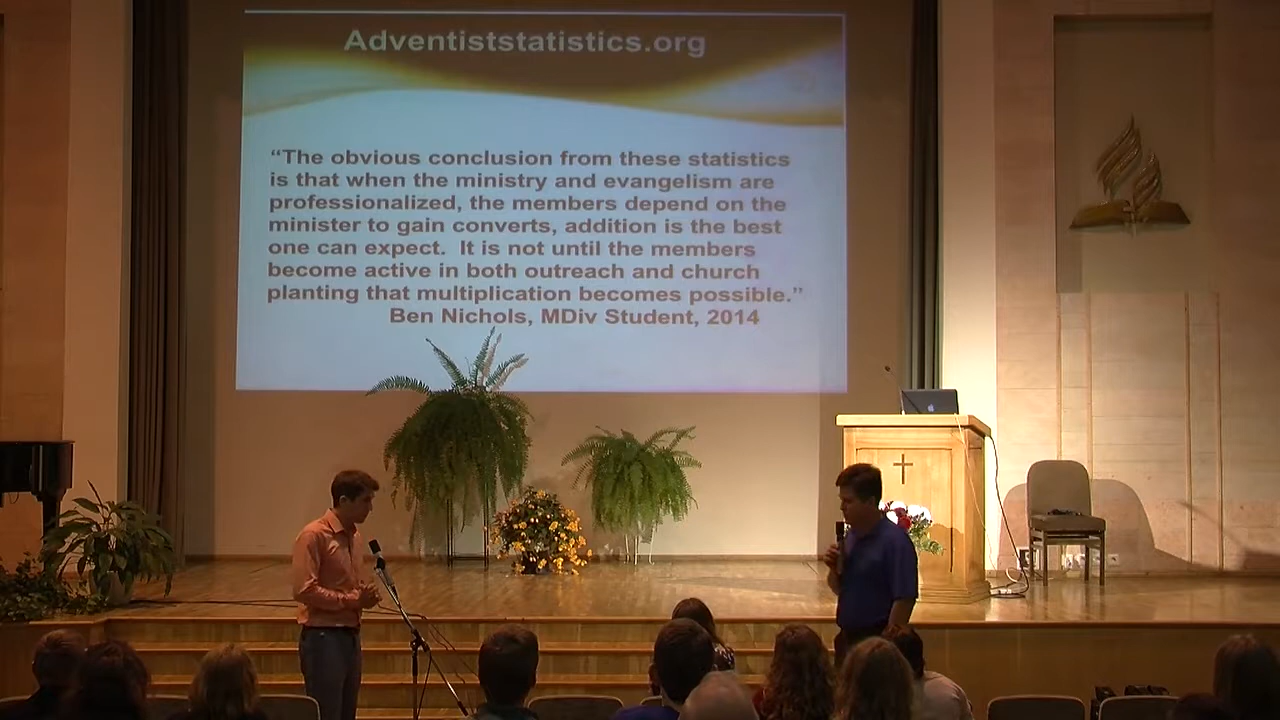 Adventiststatistics.org
“The obvious conclusion from these statistics
is that when the ministry and evangelism are
professionalized, the members depend on the
minister to gain converts, addition is the best
one can expect.  It is not until the members
become active in both outreach and church
planting that multiplication becomes possible.”
Ben Nichols, MDiv Student, 2014